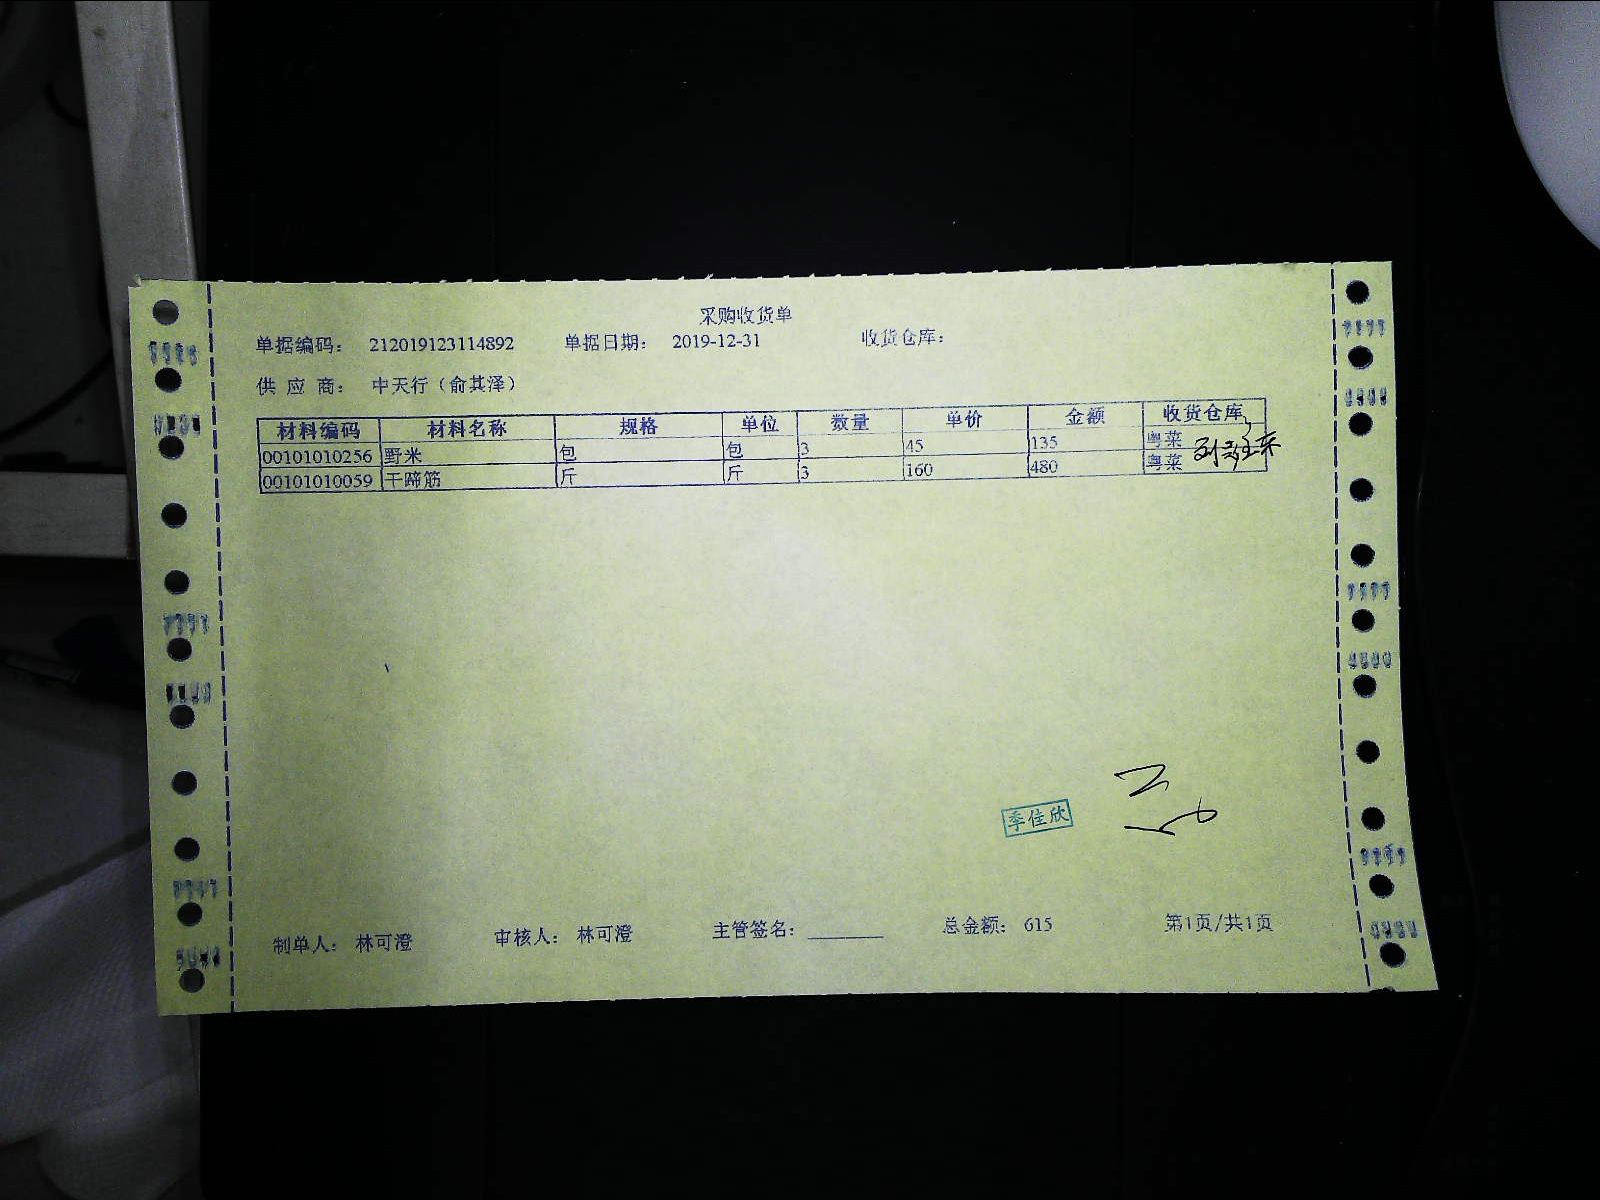 采购收货单
单据编码： 212019123114892 单据日期： 2019-12-31 收货仓库：
供 应 商： 中天行（俞其泽）
材料编码 材料名称 规格 单位 数量 单价 金额 收货仓库
00101010256 野米 包 包 3 45 135 粤菜
00101010059 干蹄筋 斤 斤 3 160 480 粤菜
季佳欣
制单人： 林可澄 审核人： 林可澄 主管签名： ________ 总金额： 615 第1页/共1页